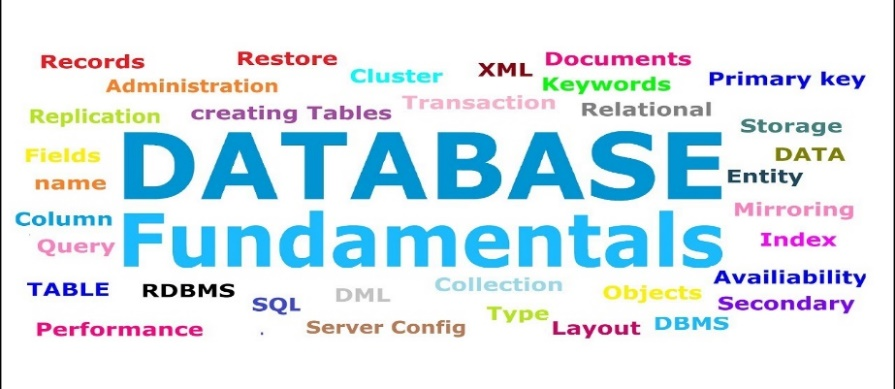 Records Restore Cluster XML Documents
Administration Keywords Primary key
Replication creating Tables Transaction Relational
Storage
Fields DATABASE DATA
name Entity
Column Fundamentals Mirroring
Query Index
TABLE RDBMS SQL DML Collection Objects Availiability
Secondary
Performance Server Config Type Layout DBMS